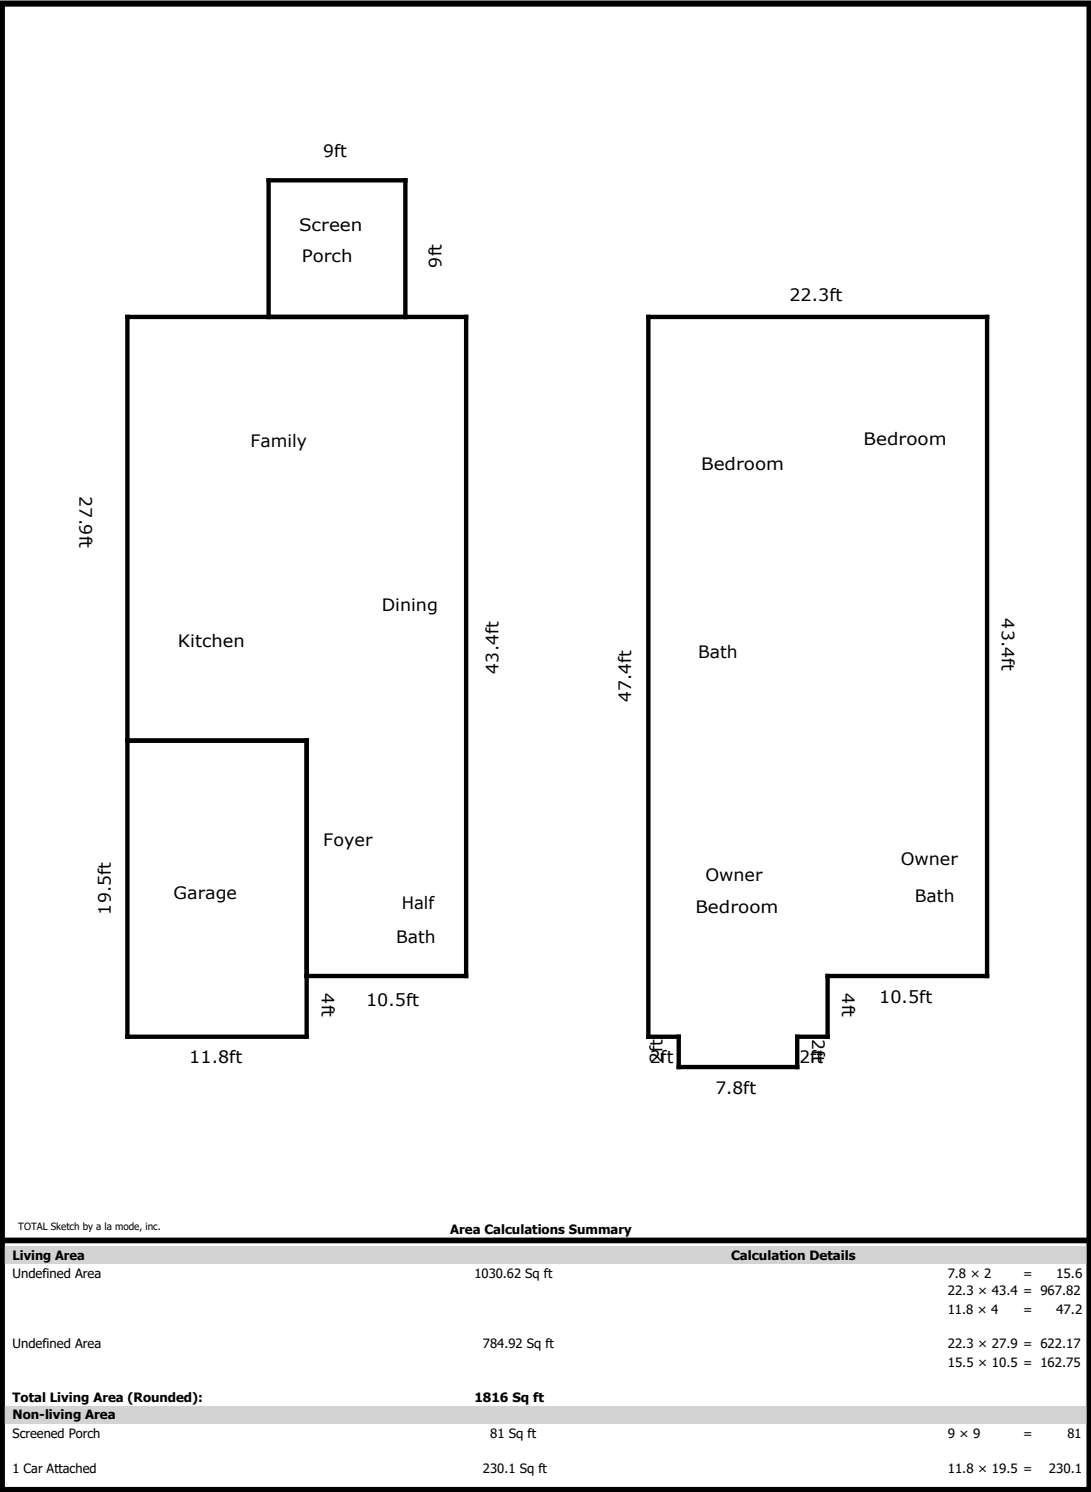 9ft
Screen
Porch
9ft
22.3ft
Family
Bedroom
Bedroom
27.9ft
Dining
Kitchen
43.4ft
Bath
47.4ft
43.4ft
Foyer
Garage
19.5ft
Half
Bath
Owner
Bedroom
Owner
Bath
4ft
10.5ft
4ft
10.5ft
11.8ft
2ft
2ft
2ft
2ft
7.8ft
TOTAL Sketch by a la mode, inc.
Area Calculations Summary
Living Area Calculation Details
Undefined Area 1030.62 Sq ft 7.8 × 2 = 15.6
22.3 × 43.4 = 967.82
11.8 × 4 = 47.2
Undefined Area 784.92 Sq ft 22.3 × 27.9 = 622.17
15.5 × 10.5 = 162.75
Total Living Area (Rounded): 1816 Sq ft
Non-living Area
Screened Porch 81 Sq ft 9 × 9 = 81
1 Car Attached 230.1 Sq ft 11.8 × 19.5 = 230.1